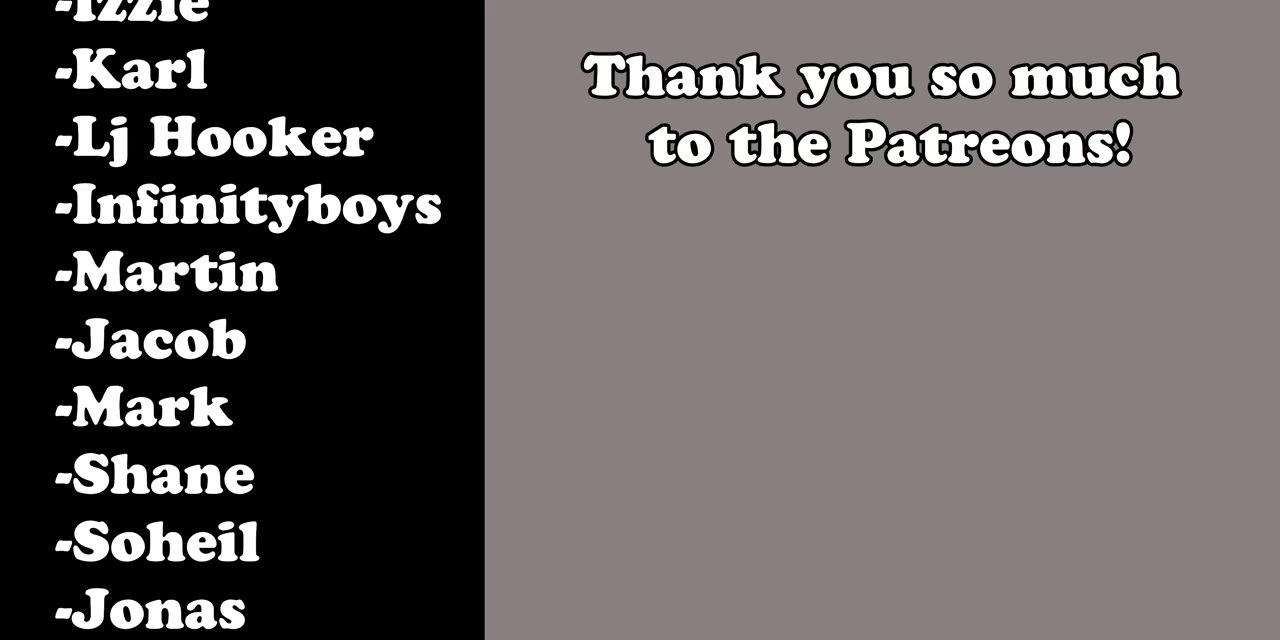 -Izzie
-Karl
-Lj Hooker
-Infinityboys
-Martin
-Jacob
-Mark
-Shane
-Soheil
-Jonas
Thank you so much
to the Patreons!